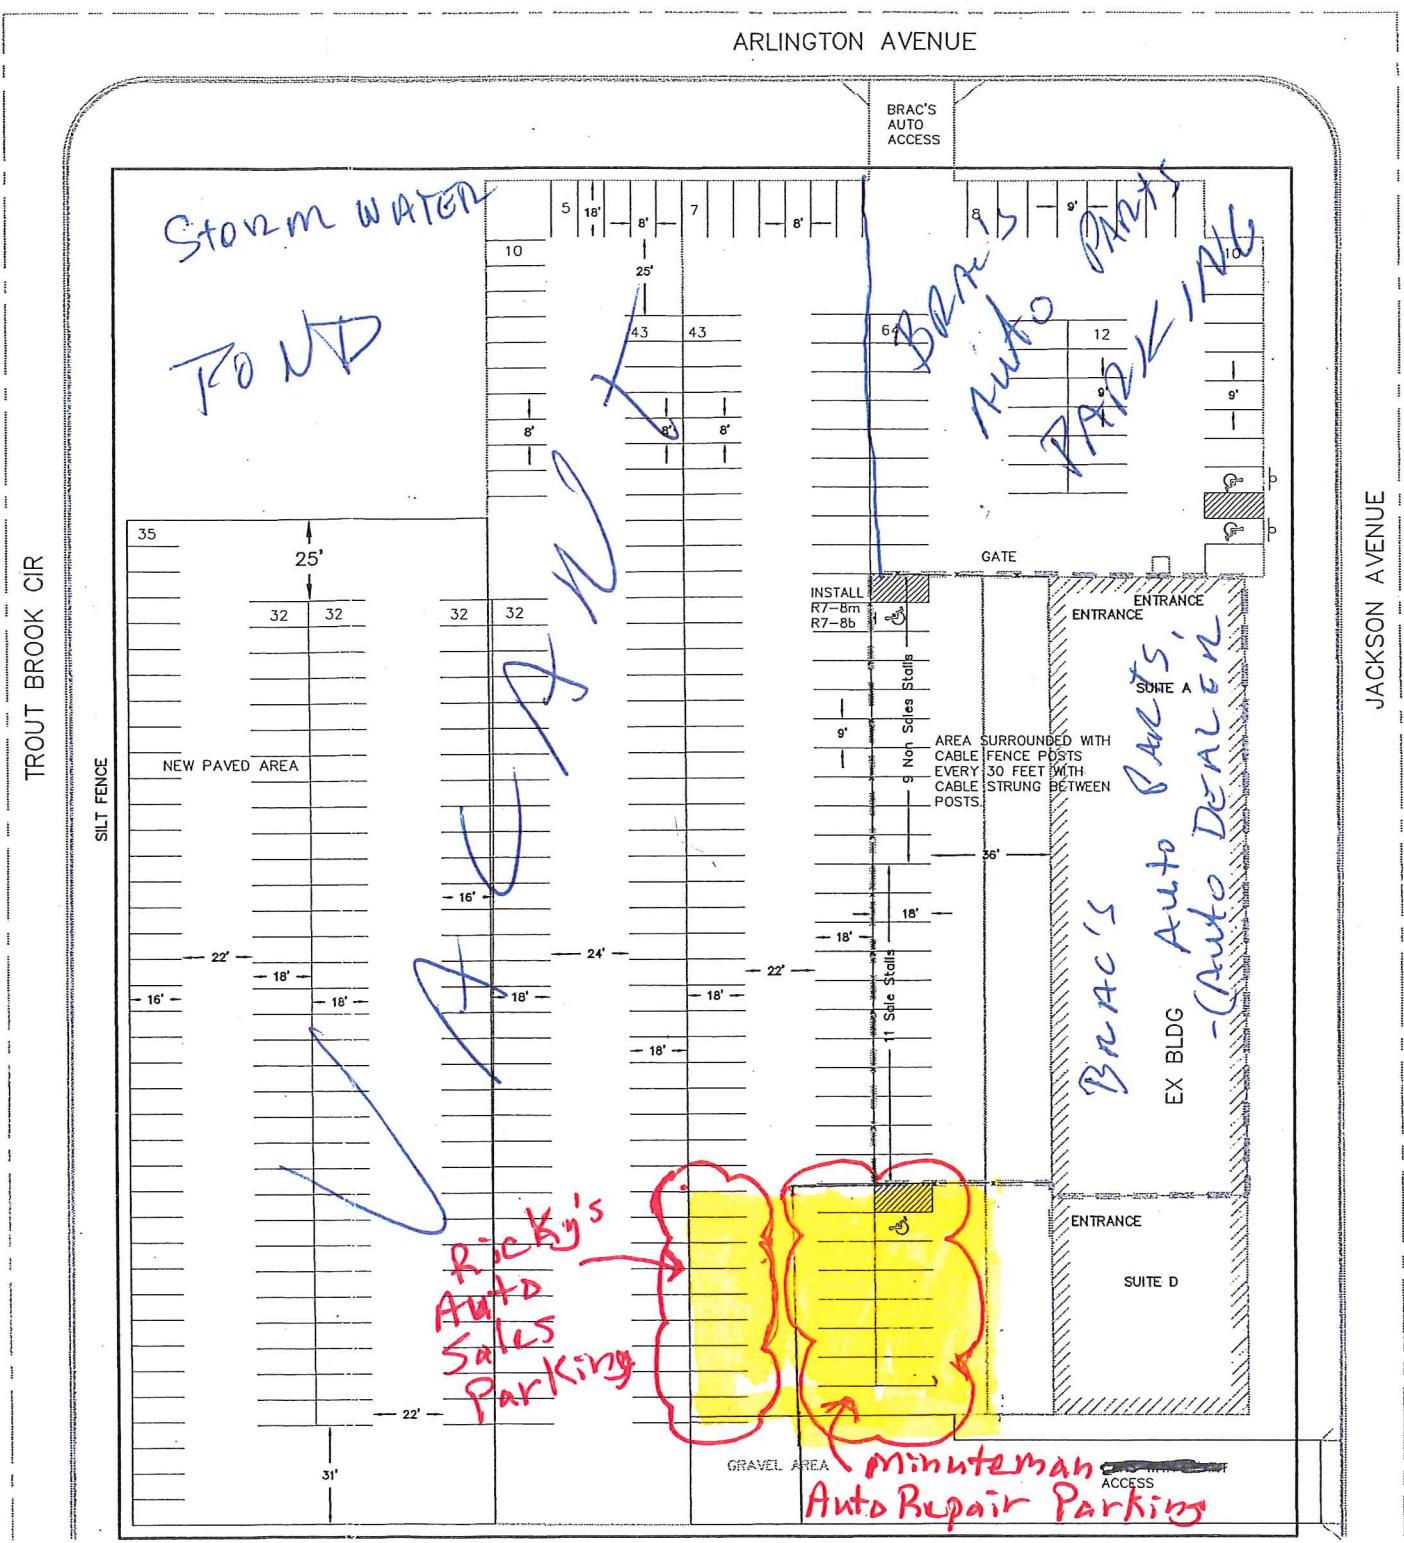 ARLINGTON AVENUE
BRAC'S
AUTO
ACCESS
Storm WATER
POND
5
18'
8'
7
8'
8
9'
10
10
25'
43
43
64
12
BRAC'S
Auto PARTS
PARKING
8'
8'
8'
9'
9'
35
25'
32
32
32
32
GATE
INSTALL
R7-8m
R7-8b
ENTRANCE
ENTRANCE
TROUT BROOK CIR
JACKSON AVENUE
SILT FENCE
NEW PAVED AREA
VACANT
9'
9 Non Sales Stalls
SUITE A
AREA SURROUNDED WITH
CABLE FENCE POSTS
EVERY 30 FEET WITH
CABLE STRUNG BETWEEN
POSTS.
36'
BRAC'S
Auto PARTS,
-(Auto DEALER
EX BLDG
16'
18'
18'
11 Sale Stalls
22'
24'
22'
18'
16'
18'
18'
18'
18'
ENTRANCE
SUITE D
Ricky's
Auto
Sales
Parking
22'
31'
GRAVEL AREA
Minuteman
ACCESS
Auto Repair Parking